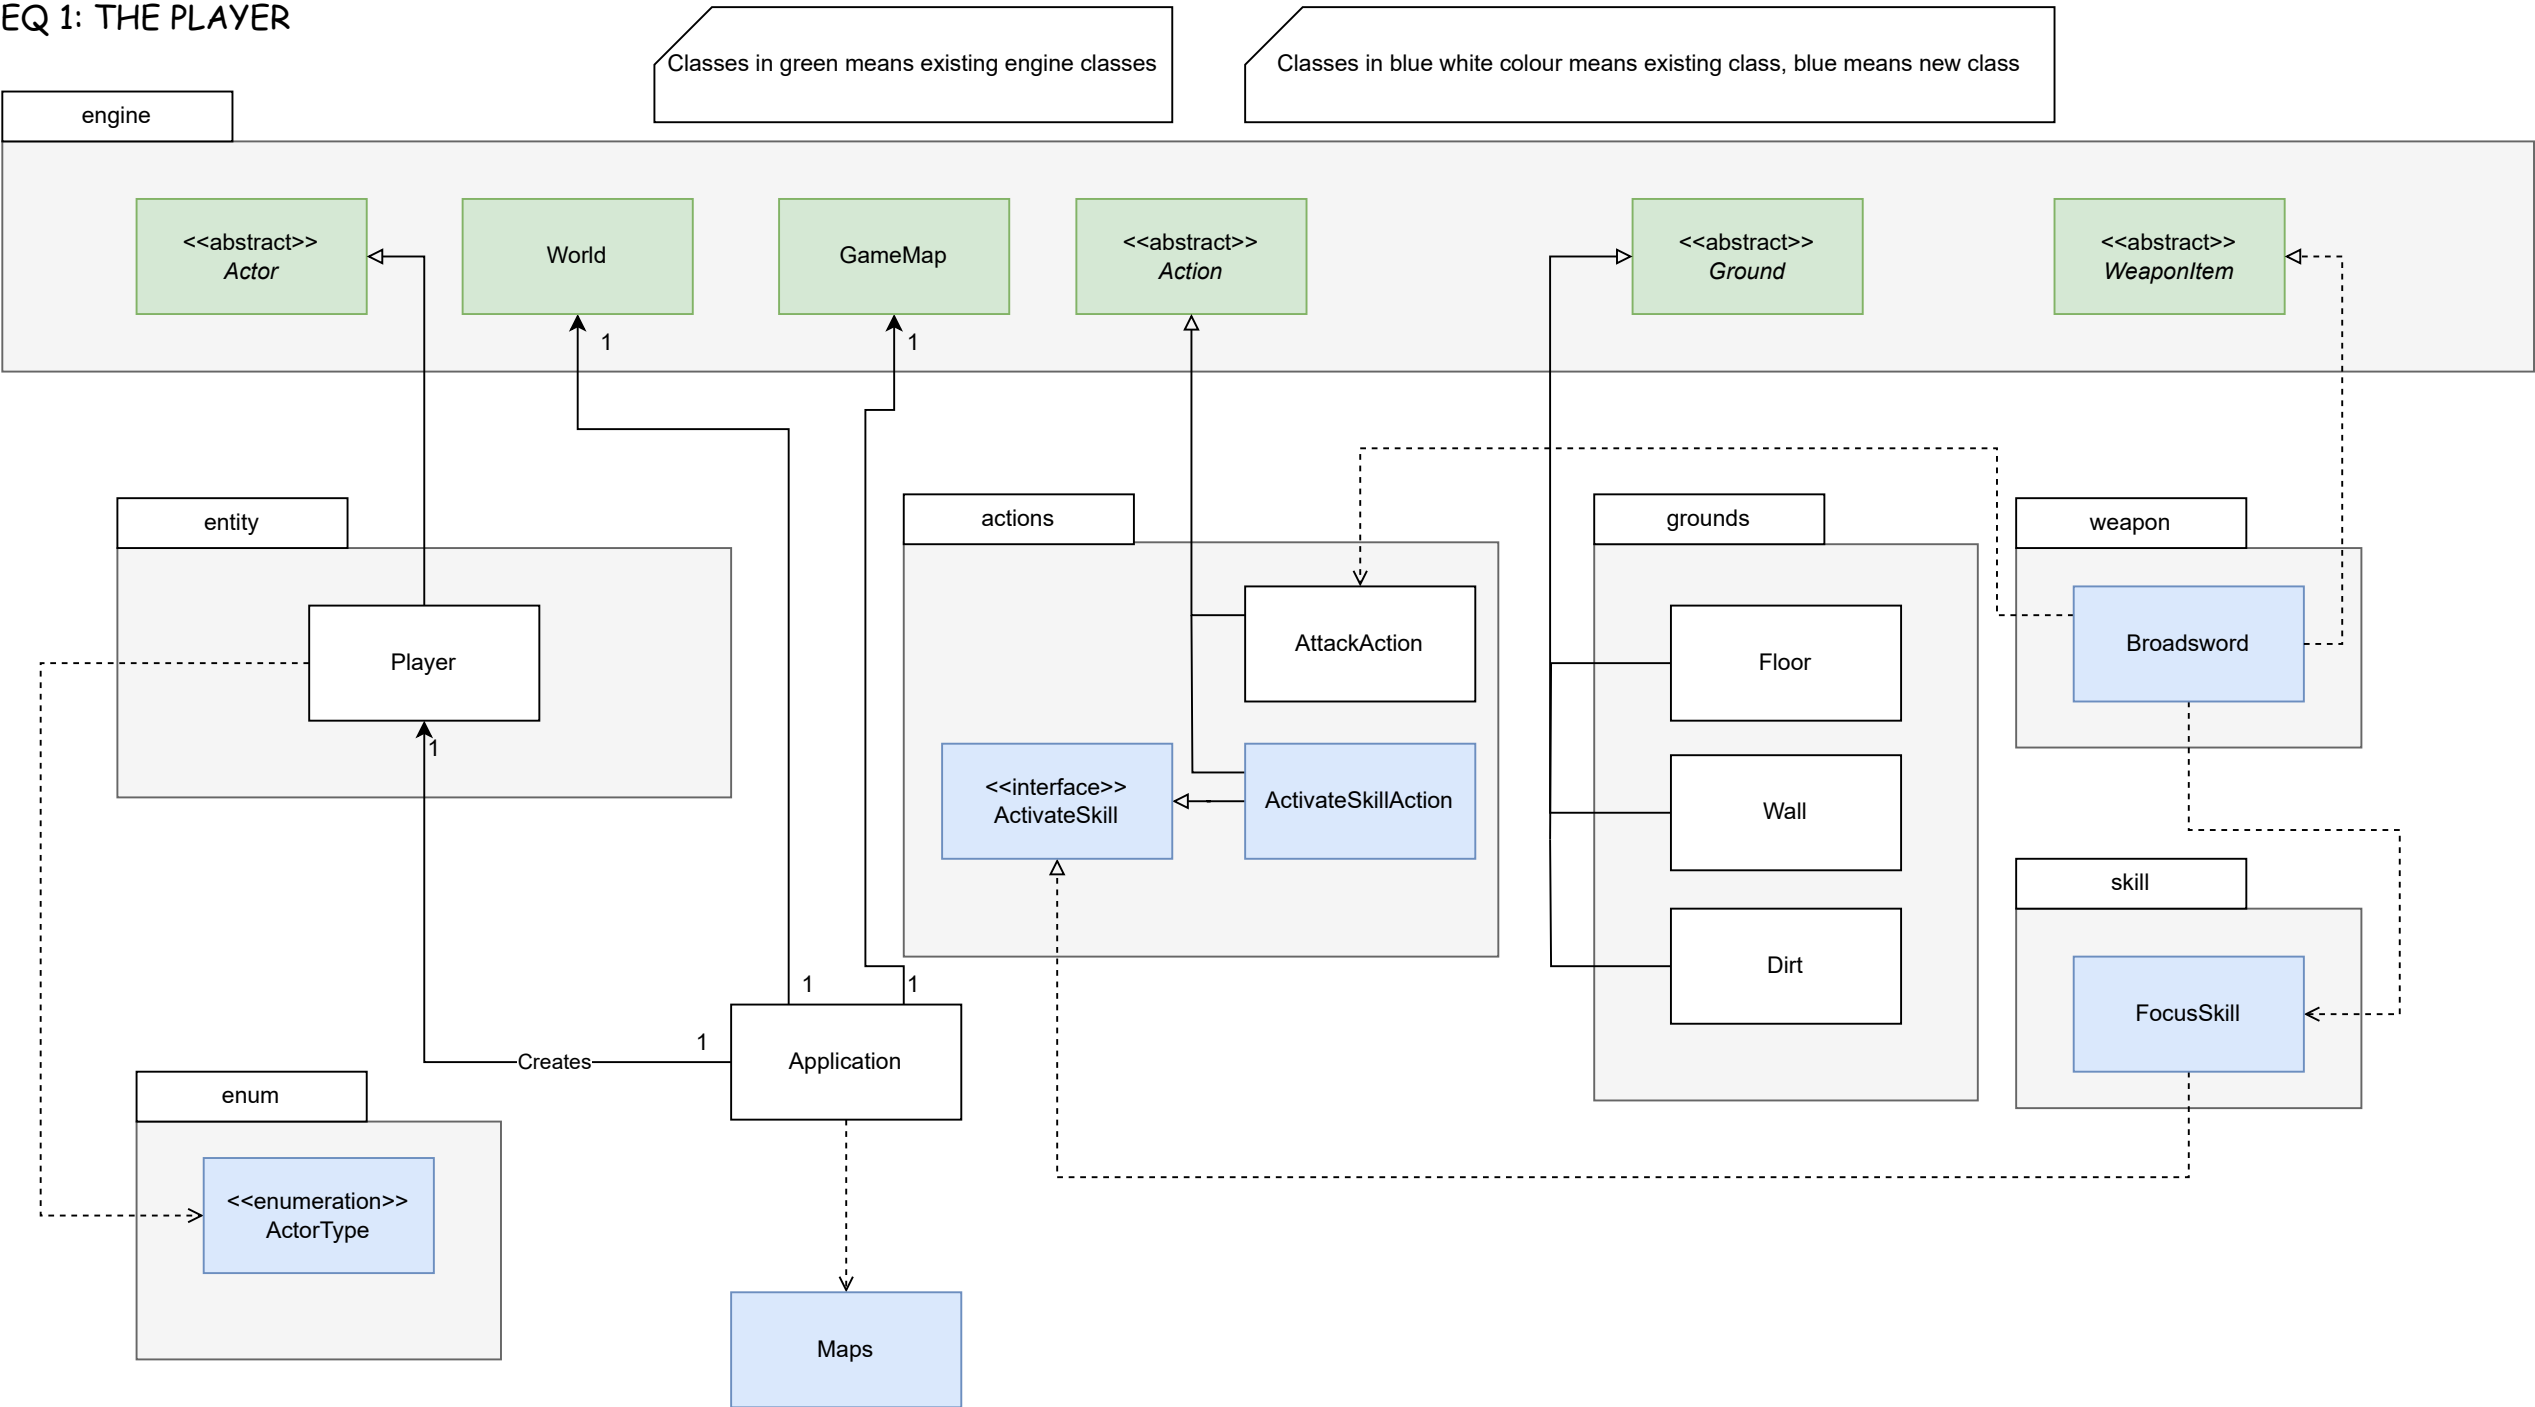 EQ 1: THE PLAYER
Classes in green means existing engine classes
Classes in blue white colour means existing class, blue means new class
engine
<<abstract>>
Actor
World
GameMap
<<abstract>>
Action
<<abstract>>
Ground
<<abstract>>
WeaponItem
1
1
entity
actions
grounds
weapon
Player
AttackAction
Floor
Broadsword
1
<<interface>>
ActivateSkill
ActivateSkillAction
Wall
skill
Dirt
FocusSkill
1
1
1
Creates
Application
enum
<<enumeration>>
ActorType
Maps